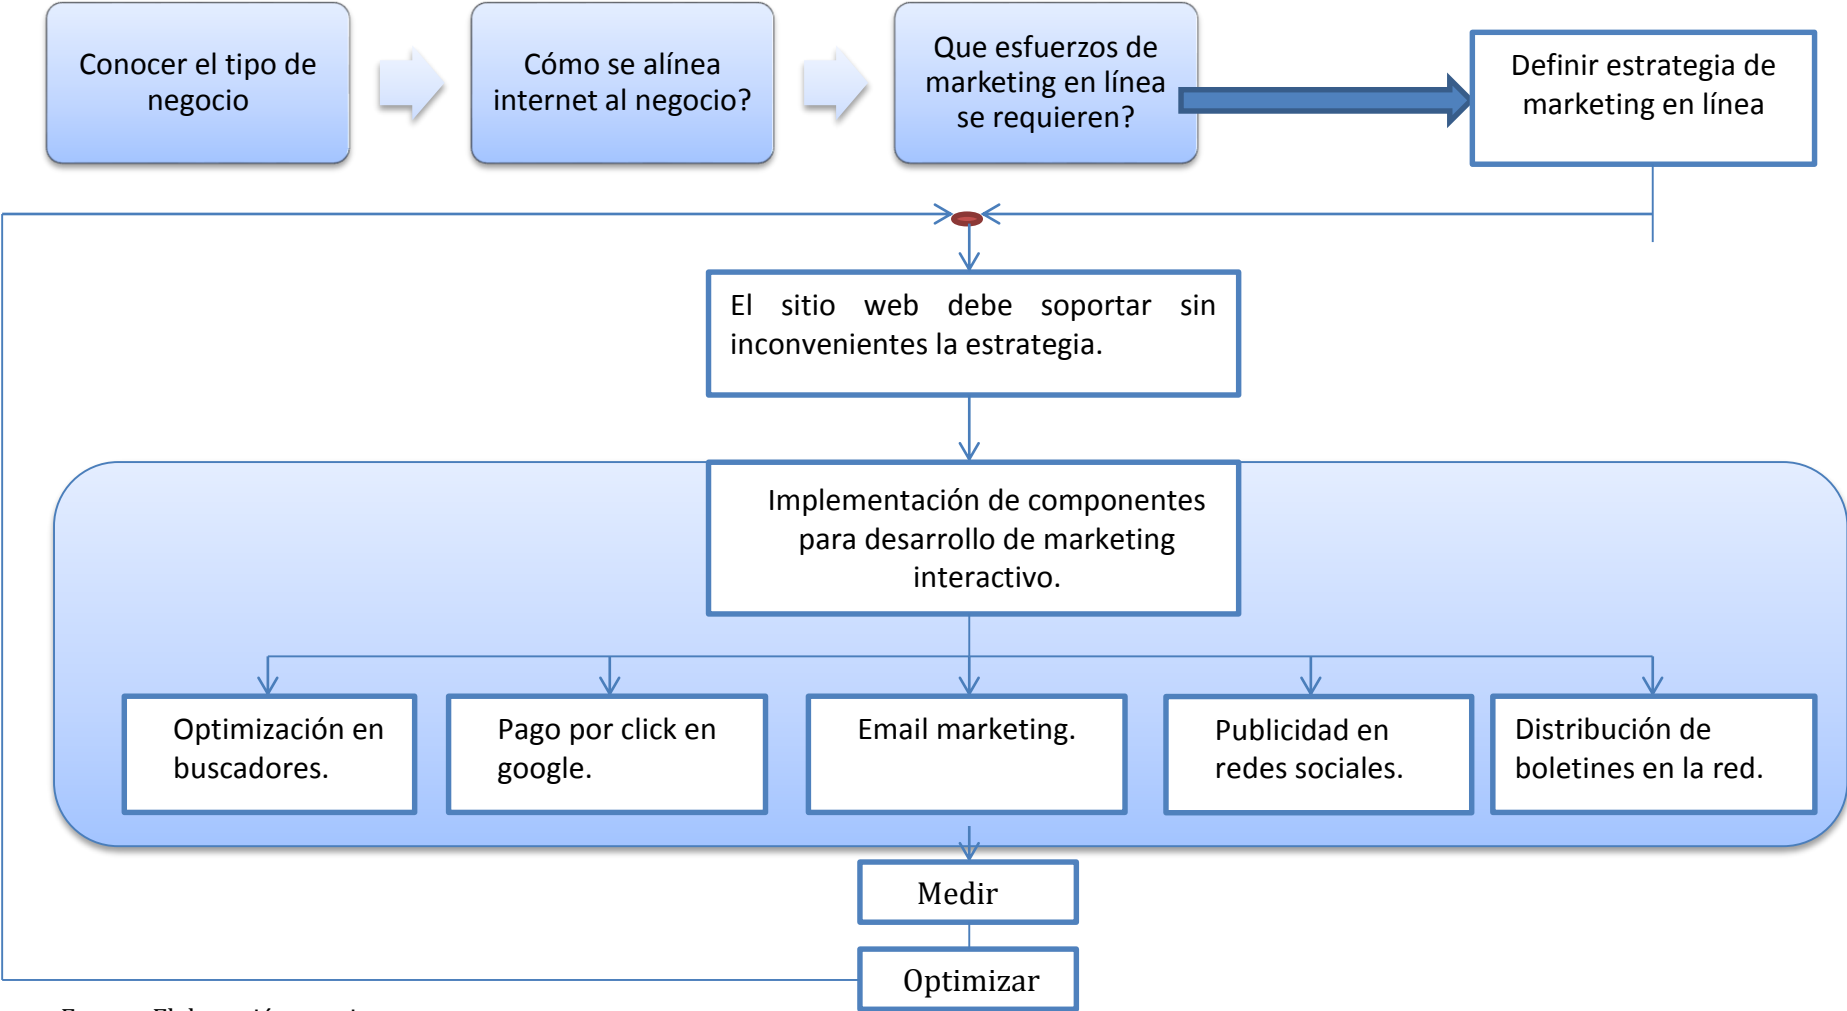 Conocer el tipo de
negocio
Cómo se alínea
internet al negocio?
Que esfuerzos de
marketing en línea
se requieren?
Definir estrategia de
marketing en línea
El sitio web debe soportar sin
inconvenientes la estrategia.
Implementación de componentes
para desarrollo de marketing
interactivo.
Optimización en
buscadores.
Pago por click en
google.
Email marketing.
Publicidad en
redes sociales.
Distribución de
boletines en la red.
Medir
Optimizar